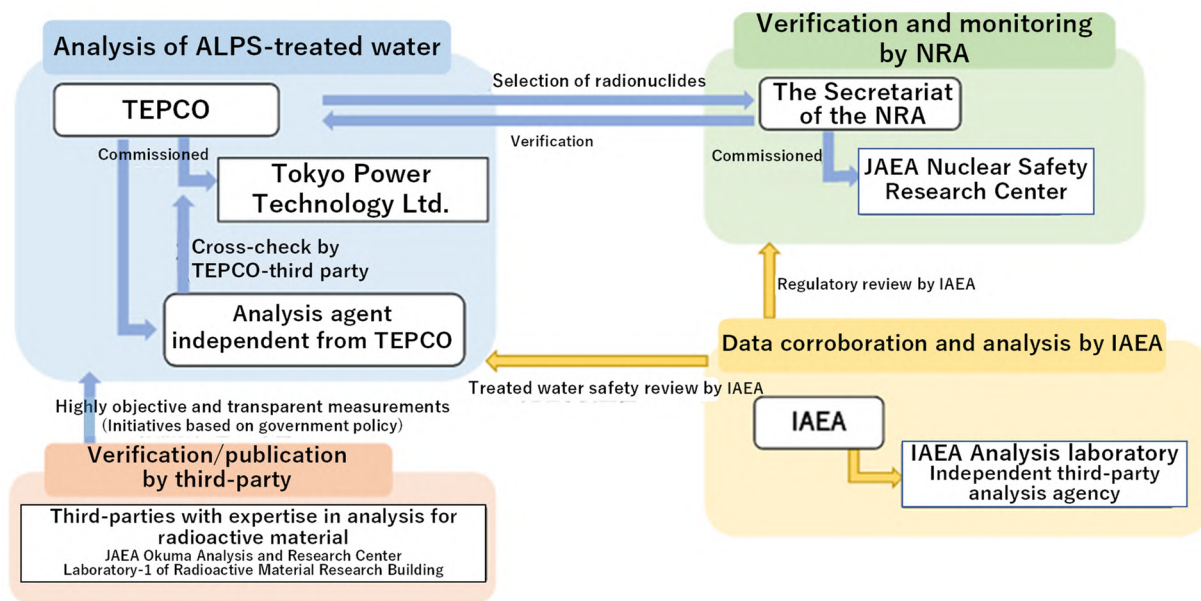 Analysis of ALPS-treated water
TEPCO
Commissioned
Tokyo Power
Technology Ltd.
Cross-check by
TEPCO-third party
Analysis agent
independent from TEPCO
Selection of radionuclides
Verification
Verification and monitoring
by NRA
The Secretariat
of the NRA
Commissioned
JAEA Nuclear Safety
Research Center
Regulatory review by IAEA
Data corroboration and analysis by IAEA
Treated water safety review by IAEA
IAEA
IAEA Analysis laboratory
Independent third-party
analysis agency
Highly objective and transparent measurements
(Initiatives based on government policy)
Verification/publication
by third-party
Third-parties with expertise in analysis for
radioactive material
JAEA Okuma Analysis and Research Center
Laboratory-1 of Radioactive Material Research Building